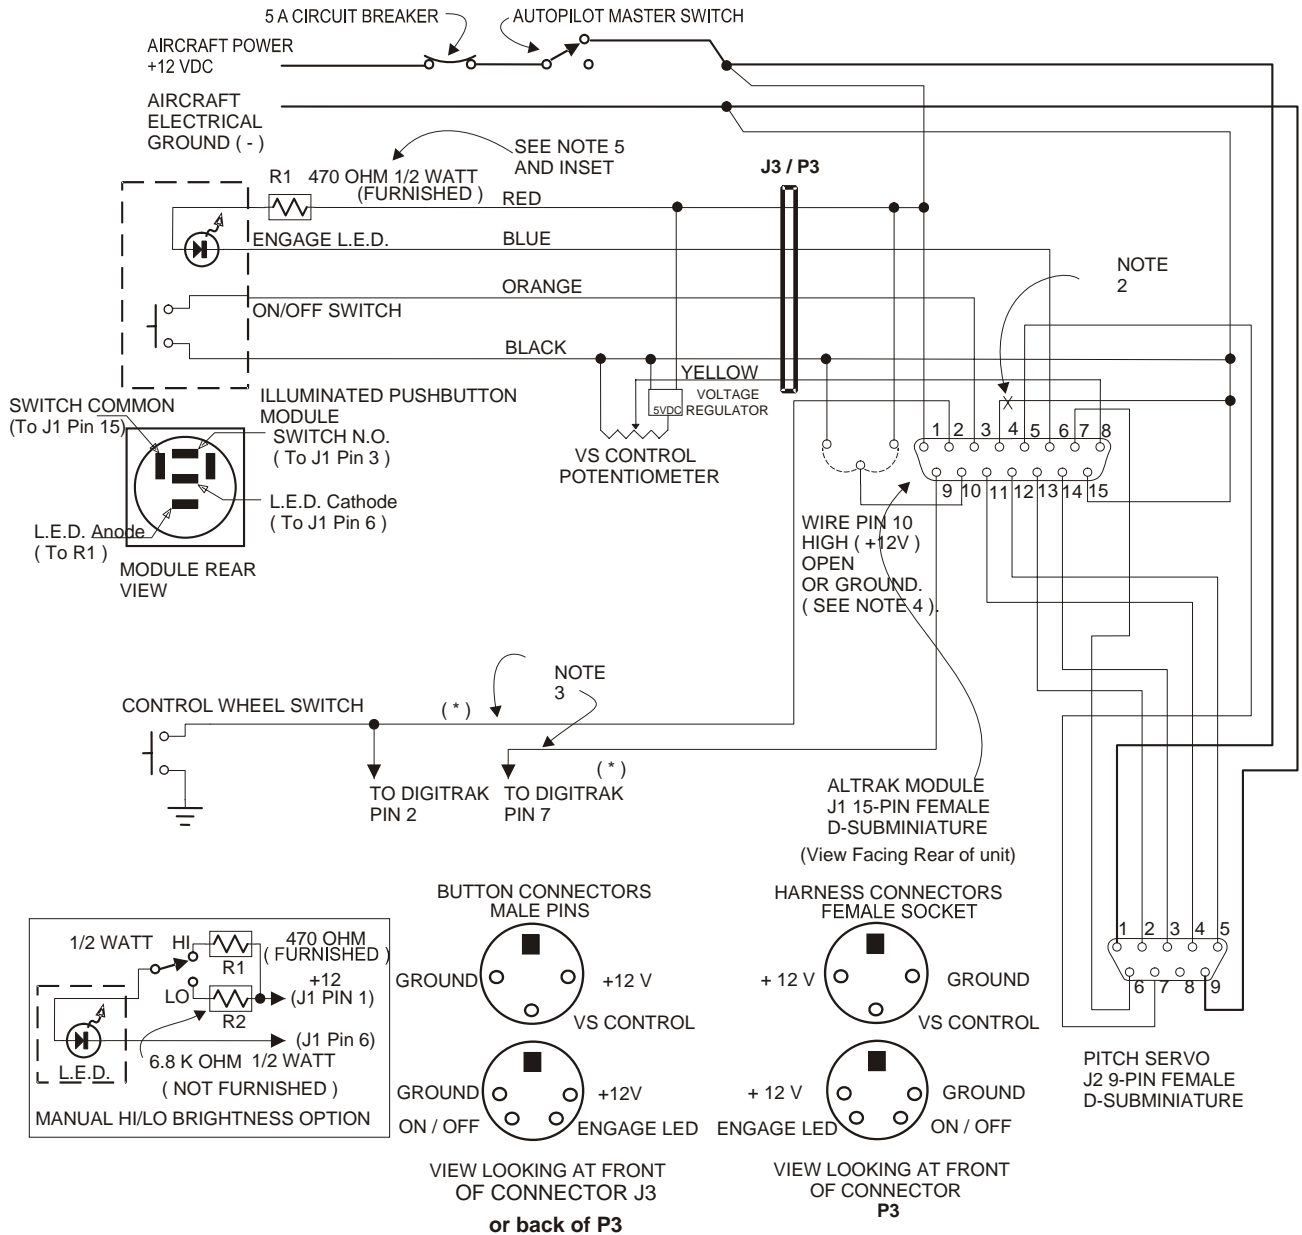 5 A CIRCUIT BREAKER
AUTOPILOT MASTER SWITCH
AIRCRAFT POWER
+12 VDC
AIRCRAFT
ELECTRICAL
GROUND ( - )
SEE NOTE 5
AND INSET
J3 / P3
R1 470 OHM 1/2 WATT
(FURNISHED )
RED
ENGAGE L.E.D.
BLUE
NOTE
2
ORANGE
ON/OFF SWITCH
BLACK
YELLOW
VOLTAGE
REGULATOR
5VDC
VS CONTROL
POTENTIOMETER
ILLUMINATED PUSHBUTTON
MODULE
SWITCH COMMON
(To J1 Pin 15)
SWITCH N.O.
( To J1 Pin 3 )
L.E.D. Cathode
( To J1 Pin 6 )
L.E.D. Anode
( To R1 )
MODULE REAR
VIEW
X
1 2 3 4 5 6 7 8
9 10 11 12 13 14 15
WIRE PIN 10
HIGH ( +12V )
OPEN
OR GROUND.
( SEE NOTE 4 ).
NOTE
3
CONTROL WHEEL SWITCH
( * )
( * )
TO DIGITRAK
PIN 2
TO DIGITRAK
PIN 7
ALTRAK MODULE
J1 15-PIN FEMALE
D-SUBMINIATURE
(View Facing Rear of unit)
BUTTON CONNECTORS
MALE PINS
GROUND
+12 V
VS CONTROL
GROUND
+12V
ON / OFF
ENGAGE LED
VIEW LOOKING AT FRONT
OF CONNECTOR J3
or back of P3
HARNESS CONNECTORS
FEMALE SOCKET
+ 12 V
GROUND
VS CONTROL
+ 12 V
GROUND
ENGAGE LED
ON / OFF
VIEW LOOKING AT FRONT
OF CONNECTOR
P3
1 2 3 4 5
6 7 8 9
PITCH SERVO
J2 9-PIN FEMALE
D-SUBMINIATURE
1/2 WATT
HI
470 OHM
( FURNISHED )
R1
+12
(J1 PIN 1)
LO
R2
(J1 Pin 6)
L.E.D.
6.8 K OHM 1/2 WATT
( NOT FURNISHED )
MANUAL HI/LO BRIGHTNESS OPTION